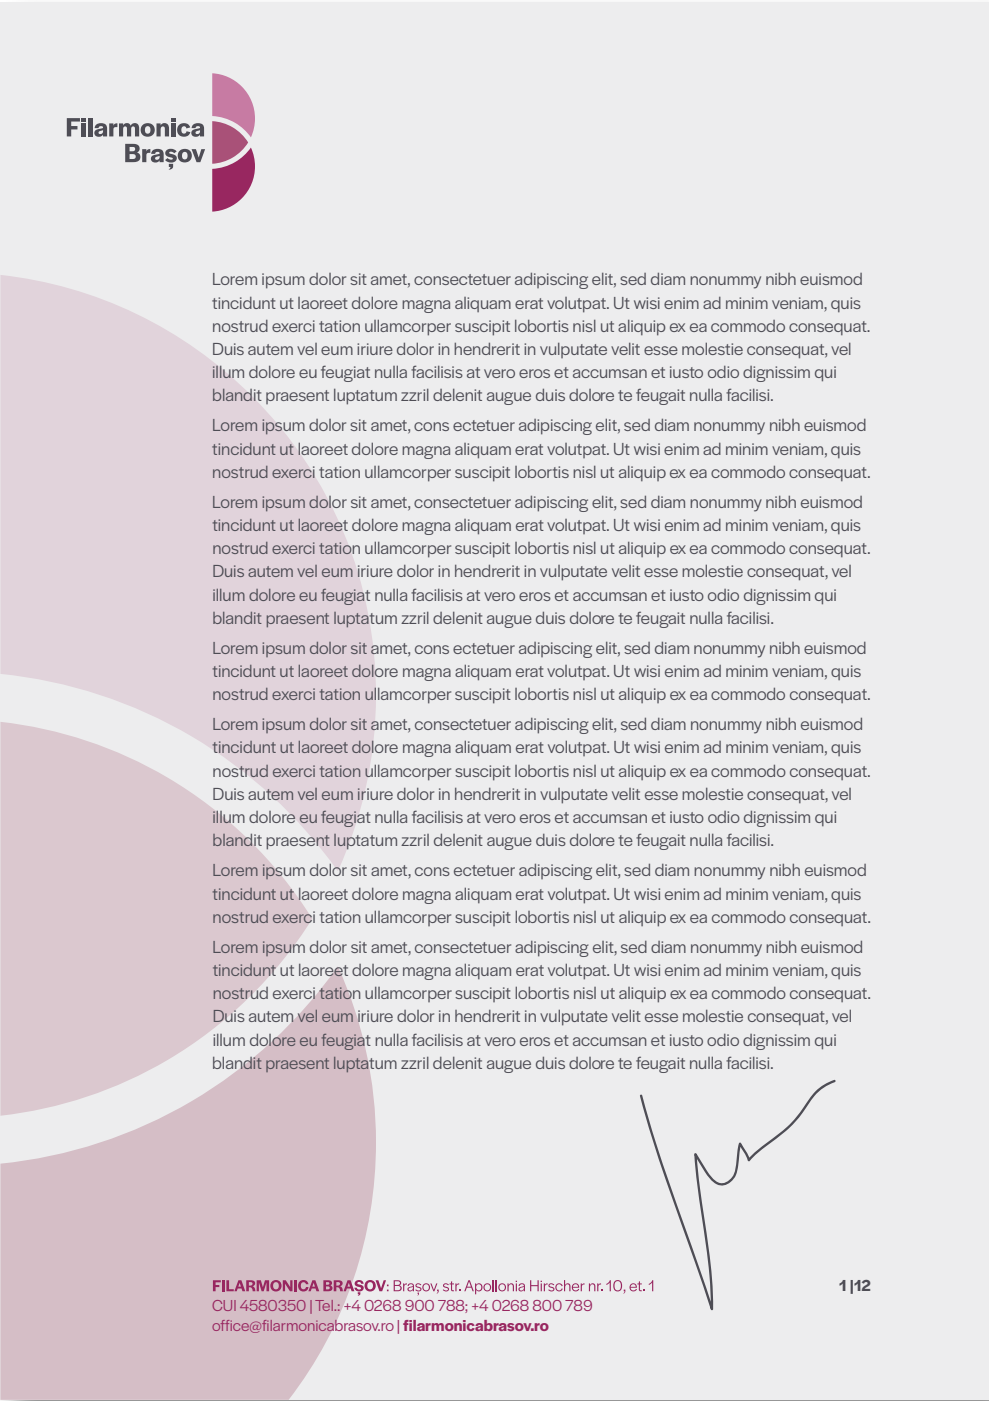 Filarmonica
Brașov
Lorem ipsum dolor sit amet, consectetuer adipiscing elit, sed diam nonummy nibh euismod
tincidunt ut laoreet dolore magna aliquam erat volutpat. Ut wisi enim ad minim veniam, quis
nostrud exerci tation ullamcorper suscipit lobortis nisl ut aliquip ex ea commodo consequat.
Duis autem vel eum iriure dolor in hendrerit in vulputate velit esse molestie consequat, vel
illum dolore eu feugiat nulla facilisis at vero eros et accumsan et iusto odio dignissim qui
blandit praesent luptatum zzril delenit augue duis dolore te feugait nulla facilisi.
Lorem ipsum dolor sit amet, cons ectetuer adipiscing elit, sed diam nonummy nibh euismod
tincidunt ut laoreet dolore magna aliquam erat volutpat. Ut wisi enim ad minim veniam, quis
nostrud exerci tation ullamcorper suscipit lobortis nisl ut aliquip ex ea commodo consequat.
Lorem ipsum dolor sit amet, consectetuer adipiscing elit, sed diam nonummy nibh euismod
tincidunt ut laoreet dolore magna aliquam erat volutpat. Ut wisi enim ad minim veniam, quis
nostrud exerci tation ullamcorper suscipit lobortis nisl ut aliquip ex ea commodo consequat.
Duis autem vel eum iriure dolor in hendrerit in vulputate velit esse molestie consequat, vel
illum dolore eu feugiat nulla facilisis at vero eros et accumsan et iusto odio dignissim qui
blandit praesent luptatum zzril delenit augue duis dolore te feugait nulla facilisi.
Lorem ipsum dolor sit amet, cons ectetuer adipiscing elit, sed diam nonummy nibh euismod
tincidunt ut laoreet dolore magna aliquam erat volutpat. Ut wisi enim ad minim veniam, quis
nostrud exerci tation ullamcorper suscipit lobortis nisl ut aliquip ex ea commodo consequat.
Lorem ipsum dolor sit amet, consectetuer adipiscing elit, sed diam nonummy nibh euismod
tincidunt ut laoreet dolore magna aliquam erat volutpat. Ut wisi enim ad minim veniam, quis
nostrud exerci tation ullamcorper suscipit lobortis nisl ut aliquip ex ea commodo consequat.
Duis autem vel eum iriure dolor in hendrerit in vulputate velit esse molestie consequat, vel
illum dolore eu feugiat nulla facilisis at vero eros et accumsan et iusto odio dignissim qui
blandit praesent luptatum zzril delenit augue duis dolore te feugait nulla facilisi.
Lorem ipsum dolor sit amet, cons ectetuer adipiscing elit, sed diam nonummy nibh euismod
tincidunt ut laoreet dolore magna aliquam erat volutpat. Ut wisi enim ad minim veniam, quis
nostrud exerci tation ullamcorper suscipit lobortis nisl ut aliquip ex ea commodo consequat.
Lorem ipsum dolor sit amet, consectetuer adipiscing elit, sed diam nonummy nibh euismod
tincidunt ut laoreet dolore magna aliquam erat volutpat. Ut wisi enim ad minim veniam, quis
nostrud exerci tation ullamcorper suscipit lobortis nisl ut aliquip ex ea commodo consequat.
Duis autem vel eum iriure dolor in hendrerit in vulputate velit esse molestie consequat, vel
illum dolore eu feugiat nulla facilisis at vero eros et accumsan et iusto odio dignissim qui
blandit praesent luptatum zzril delenit augue duis dolore te feugait nulla facilisi.
FILARMONICA BRAȘOV: Brașov, str. Apollonia Hirscher nr. 10, et. 1
1|12
CUI 4580350 | Tel.: +4 0268 900 788; +4 0268 800 789
office@filarmonicabrasov.ro | filarmonicabrasov.ro